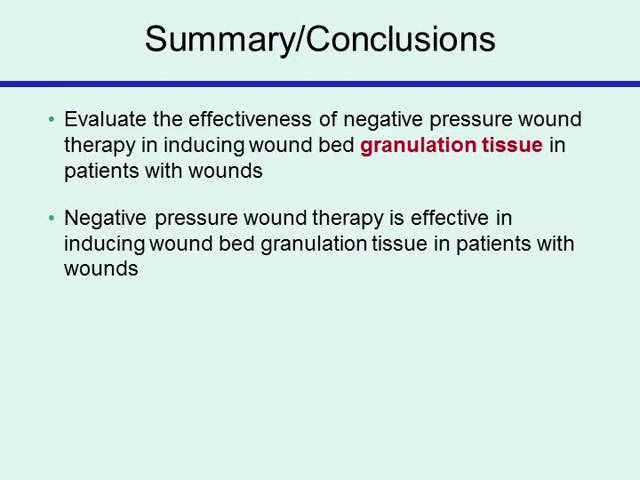 Summary/Conclusions
• Evaluate the effectiveness of negative pressure wound
therapy in inducing wound bed granulation tissue in
patients with wounds
• Negative pressure wound therapy is effective in
inducing wound bed granulation tissue in patients with
wounds